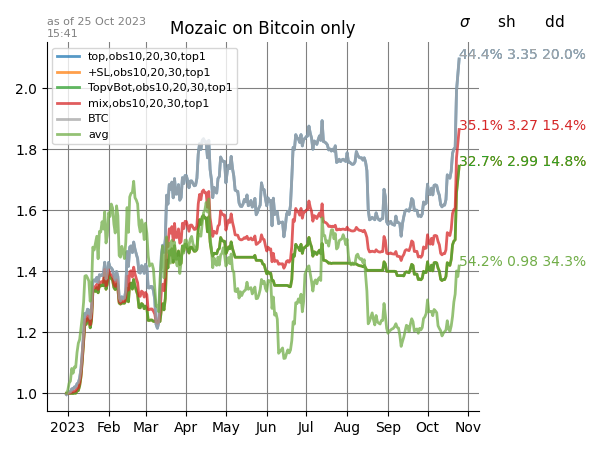 as of 25 Oct 2023
15:41
Mozaic on Bitcoin only
σ sh dd
44.4% 3.35 20.0%
top,obs10,20,30,top1
+SL,obs10,20,30,top1
TopvBot,obs10,20,30,top1
mix,obs10,20,30,top1
BTC
avg
35.1% 3.27 15.4%
32.7% 2.99 14.8%
54.2% 0.98 34.3%
2.0
1.8
1.6
1.4
1.2
1.0
2023 Feb Mar Apr May Jun Jul Aug Sep Oct Nov